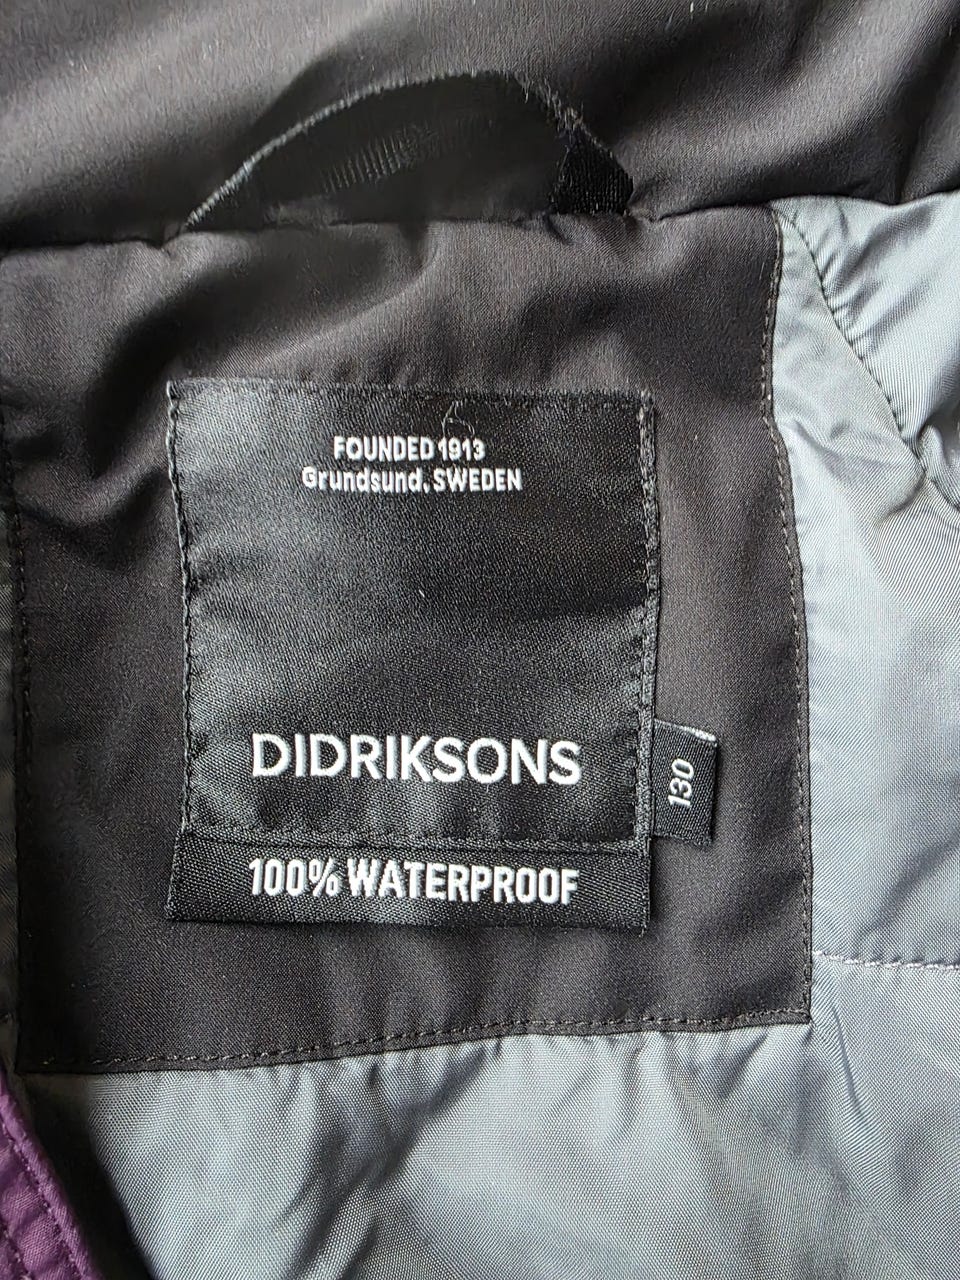 FOUNDED 1913
Grundsund, SWEDEN
DIDRIKSONS
130
100% WATERPROOF